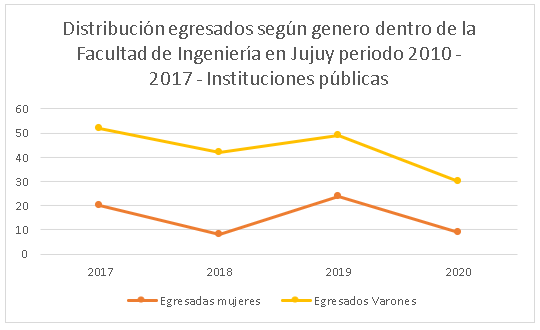 Distribución egresados según genero dentro de la
Facultad de Ingeniería en Jujuy periodo 2010 -
2017 - Instituciones públicas
60
50
40
30
20
10
0
2017 2018 2019 2020
Egresadas mujeres Egresados Varones